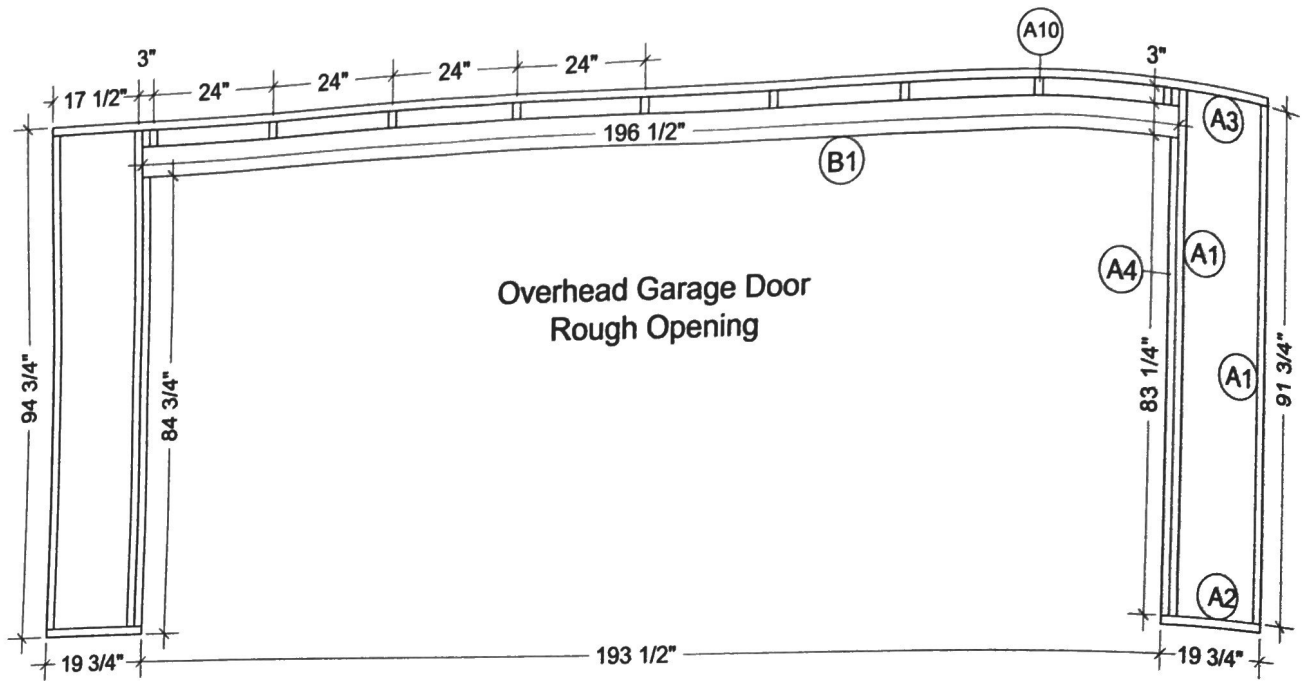 A10
3"
3"
24"
24"
24"
24"
17 1/2"
A3
196 1/2"
B1
A1
A4
Overhead Garage Door
Rough Opening
94 3/4"
84 3/4"
83 1/4"
A1
91 3/4"
A2
19 3/4"
193 1/2"
19 3/4"